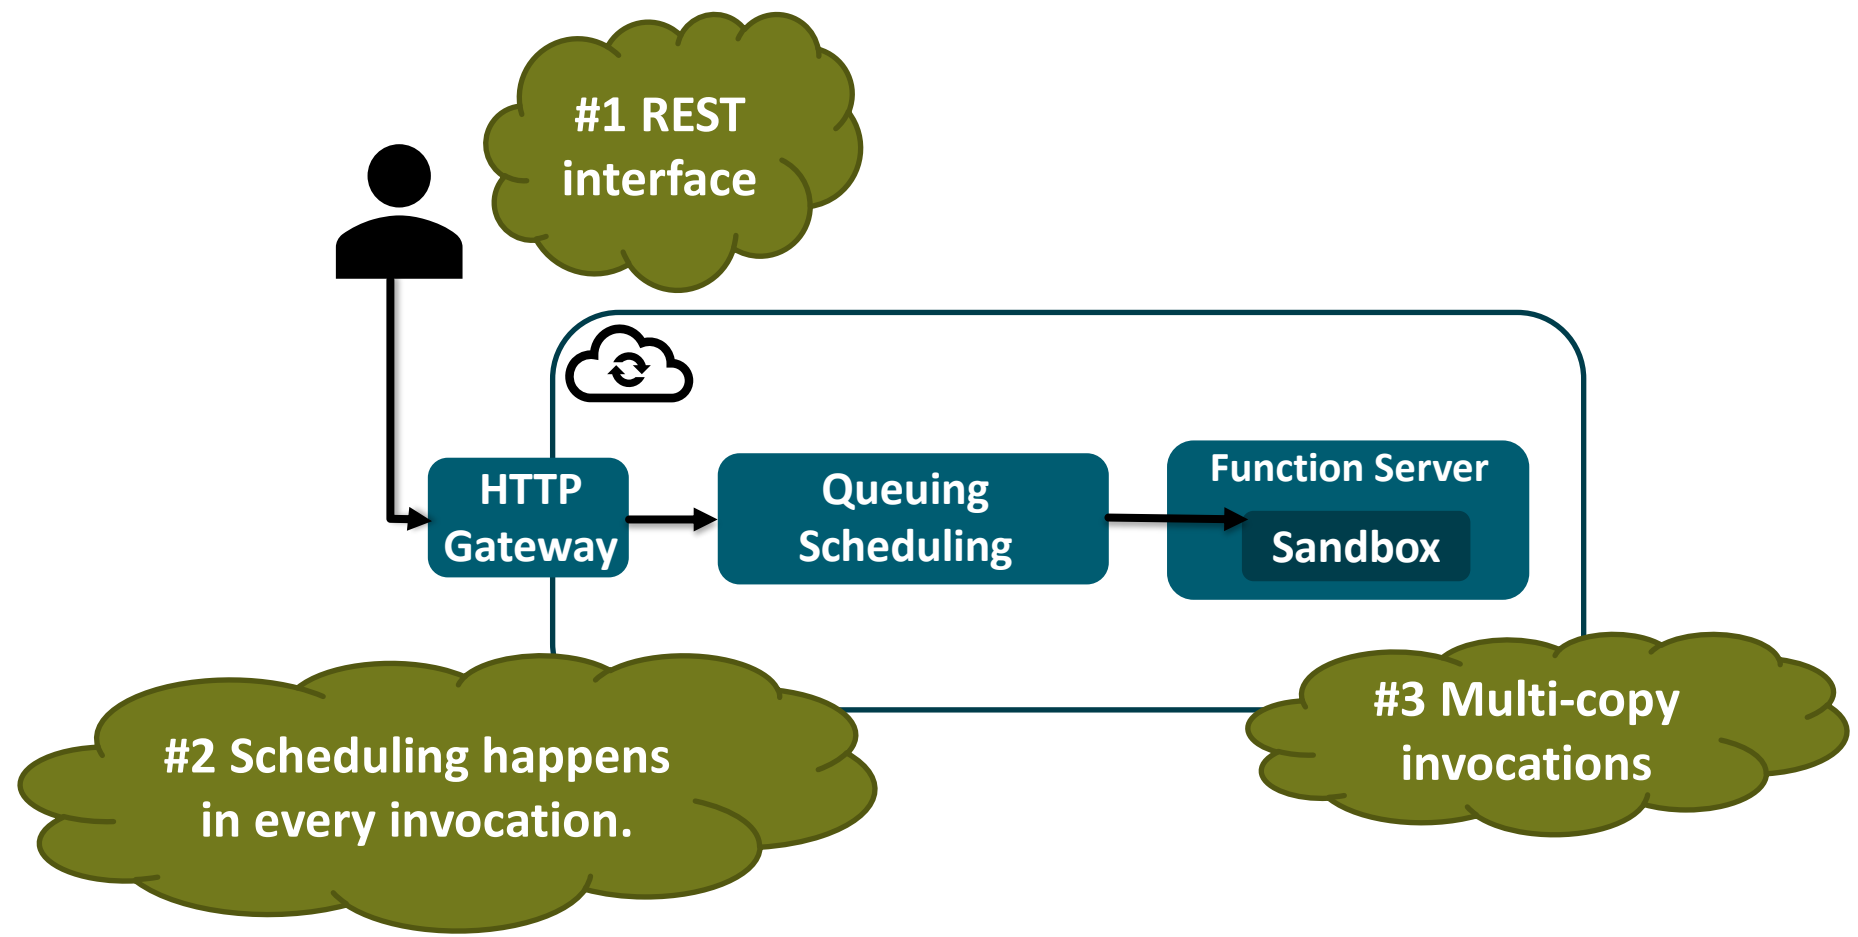 #1 REST
interface
HTTP
Gateway
Queuing
Scheduling
Function Server
Sandbox
#2 Scheduling happens
in every invocation.
#3 Multi-copy
invocations